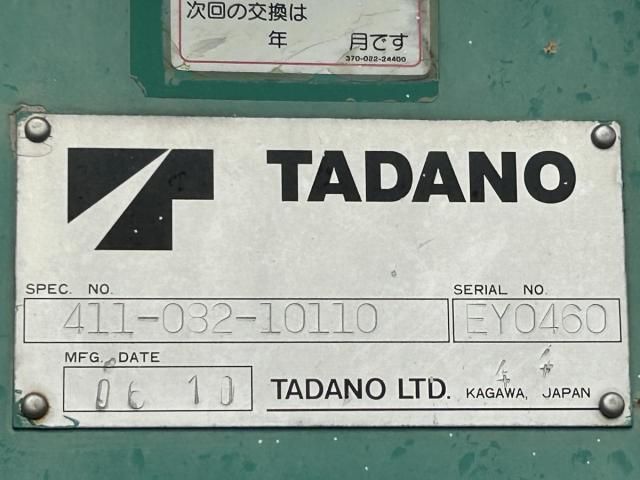 次回の交換は
年 月です
370-022-24400
TADANO
SPEC. NO.
SERIAL NO.
411-082-10110
EY0460
MFG. DATE
06 10
TADANO LTD.
KAGAWA, JAPAN